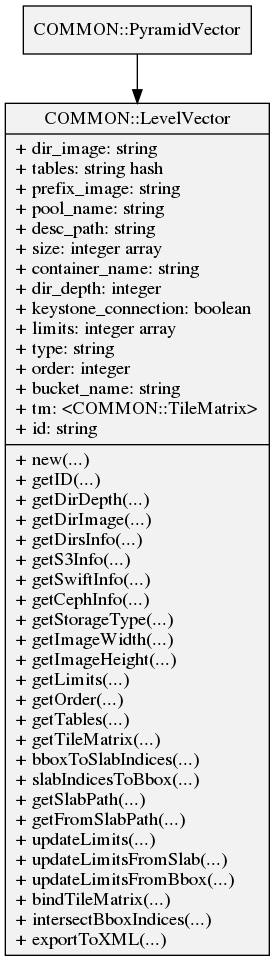 COMMON::PyramidVector
COMMON::LevelVector
+ dir_image: string
+ tables: string hash
+ prefix_image: string
+ pool_name: string
+ desc_path: string
+ size: integer array
+ container_name: string
+ dir_depth: integer
+ keystone_connection: boolean
+ limits: integer array
+ type: string
+ order: integer
+ bucket_name: string
+ tm: <COMMON::TileMatrix>
+ id: string
+ new(...)
+ getID(...)
+ getDirDepth(...)
+ getDirImage(...)
+ getDirsInfo(...)
+ getS3Info(...)
+ getSwiftInfo(...)
+ getCephInfo(...)
+ getStorageType(...)
+ getImageWidth(...)
+ getImageHeight(...)
+ getLimits(...)
+ getOrder(...)
+ getTables(...)
+ getTileMatrix(...)
+ bboxToSlabIndices(...)
+ slabIndicesToBbox(...)
+ getSlabPath(...)
+ getFromSlabPath(...)
+ updateLimits(...)
+ updateLimitsFromSlab(...)
+ updateLimitsFromBbox(...)
+ bindTileMatrix(...)
+ intersectBboxIndices(...)
+ exportToXML(...)